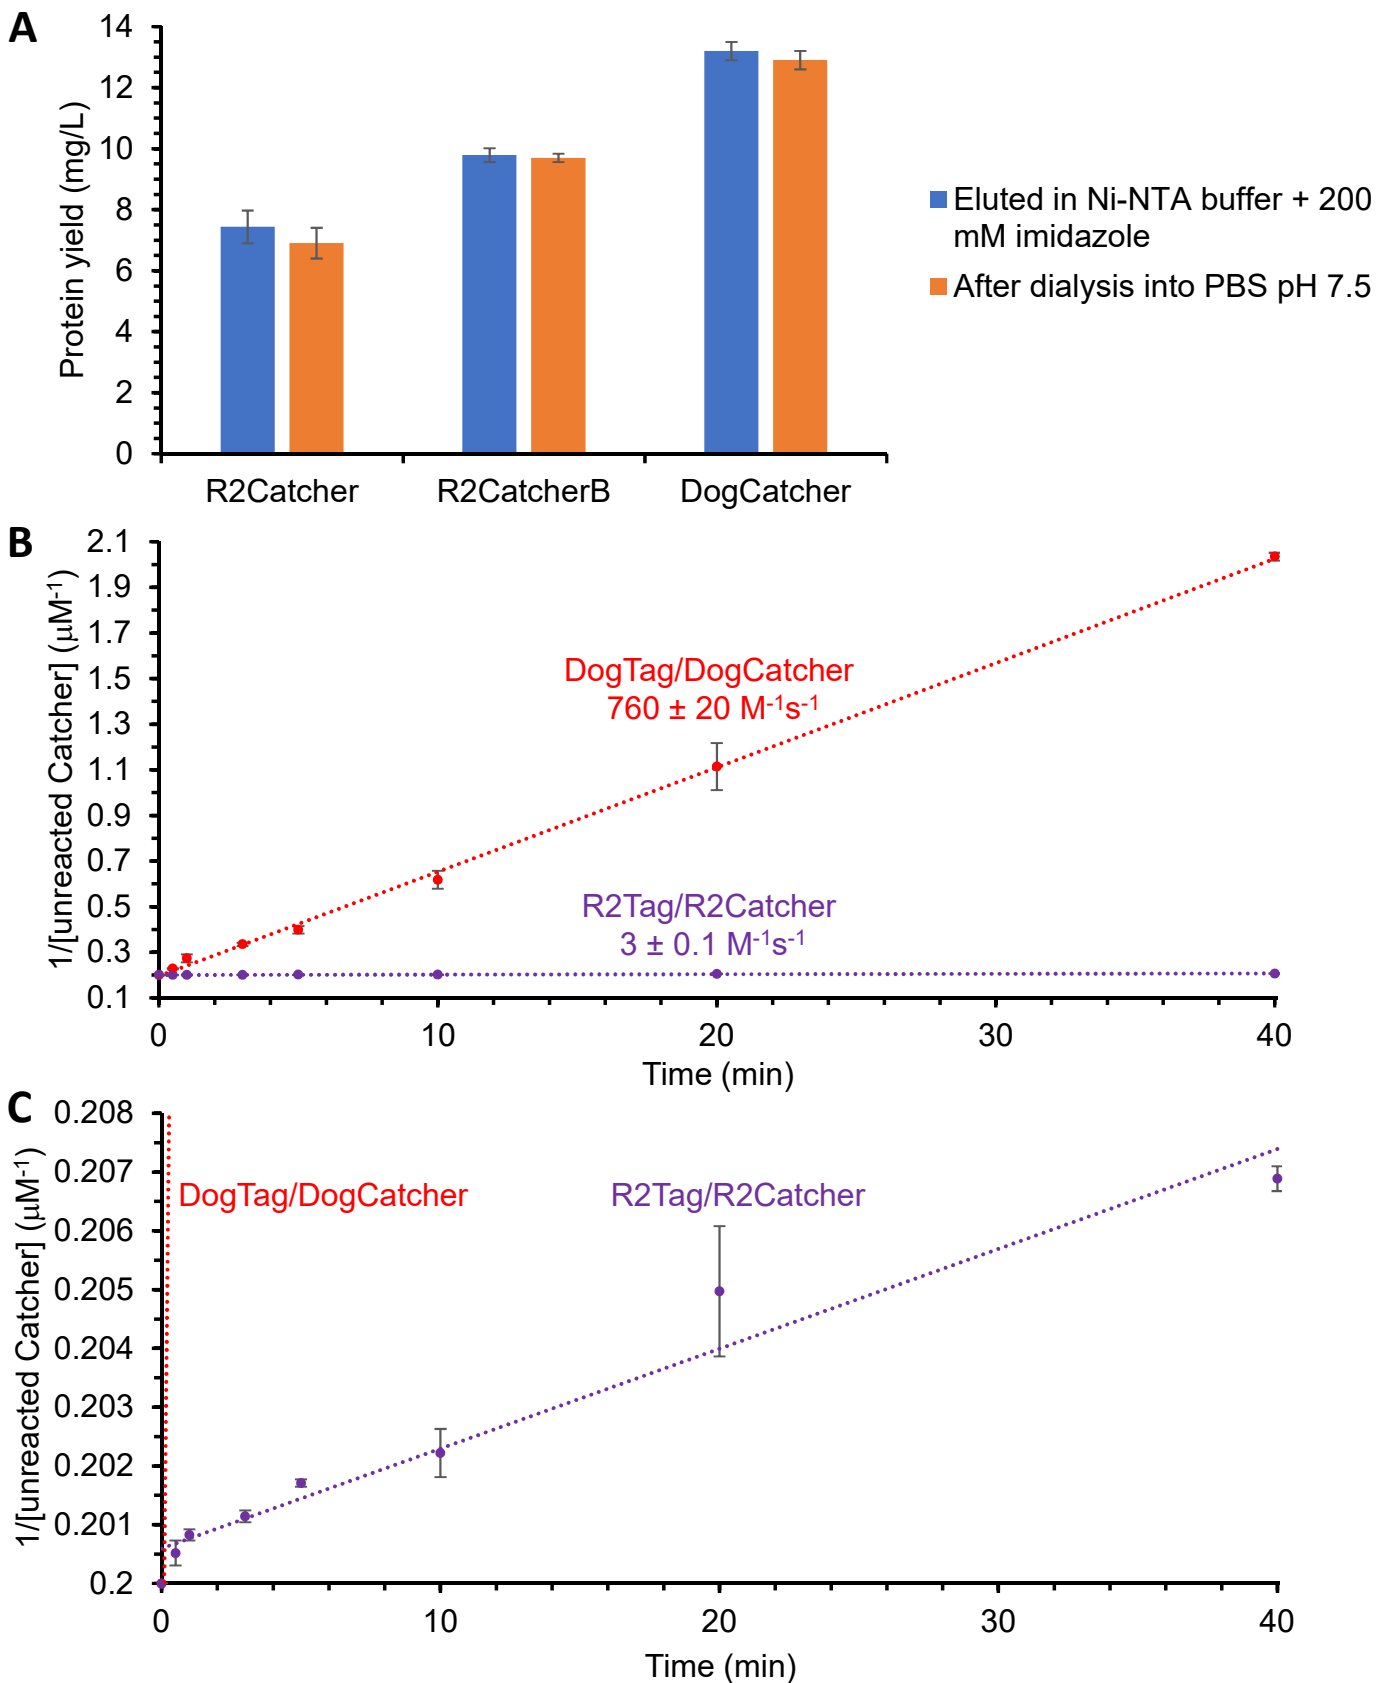 A
Protein yield (mg/L)
14
12
10
8
6
4
2
0
R2Catcher
R2CatcherB
DogCatcher
Eluted in Ni-NTA buffer + 200
mM imidazole
After dialysis into PBS pH 7.5
B
1/[unreacted Catcher] (μM⁻¹)
2.1
1.9
1.7
1.5
1.3
1.1
0.9
0.7
0.5
0.3
0.1
DogTag/DogCatcher
760 ± 20 M⁻¹s⁻¹
R2Tag/R2Catcher
3 ± 0.1 M⁻¹s⁻¹
0 10 20 30 40
Time (min)
C
1/[unreacted Catcher] (μM⁻¹)
0.208
0.207
0.206
0.205
0.204
0.203
0.202
0.201
0.2
DogTag/DogCatcher
R2Tag/R2Catcher
0 10 20 30 40
Time (min)